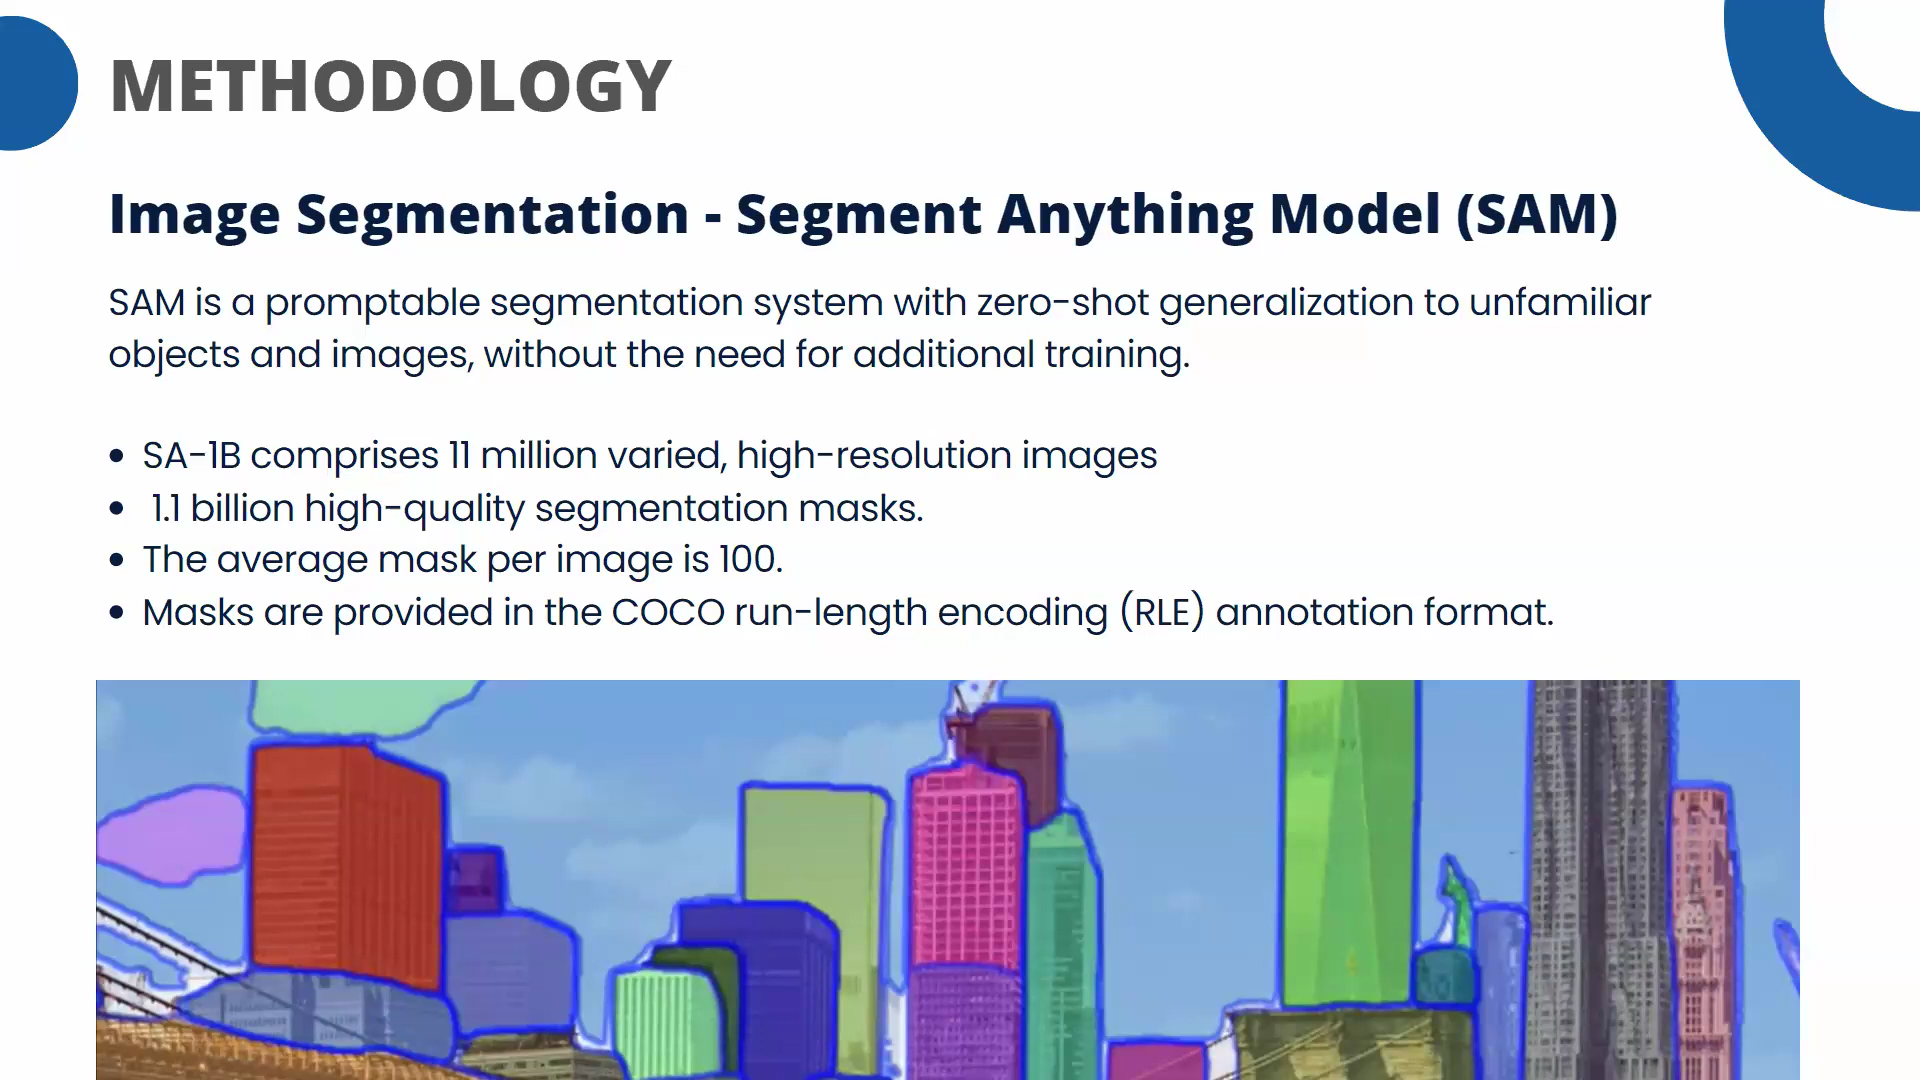 METHODOLOGY
Image Segmentation - Segment Anything Model (SAM)
SAM is a promptable segmentation system with zero-shot generalization to unfamiliar
objects and images, without the need for additional training.
• SA-1B comprises 11 million varied, high-resolution images
• 1.1 billion high-quality segmentation masks.
• The average mask per image is 100.
• Masks are provided in the COCO run-length encoding (RLE) annotation format.